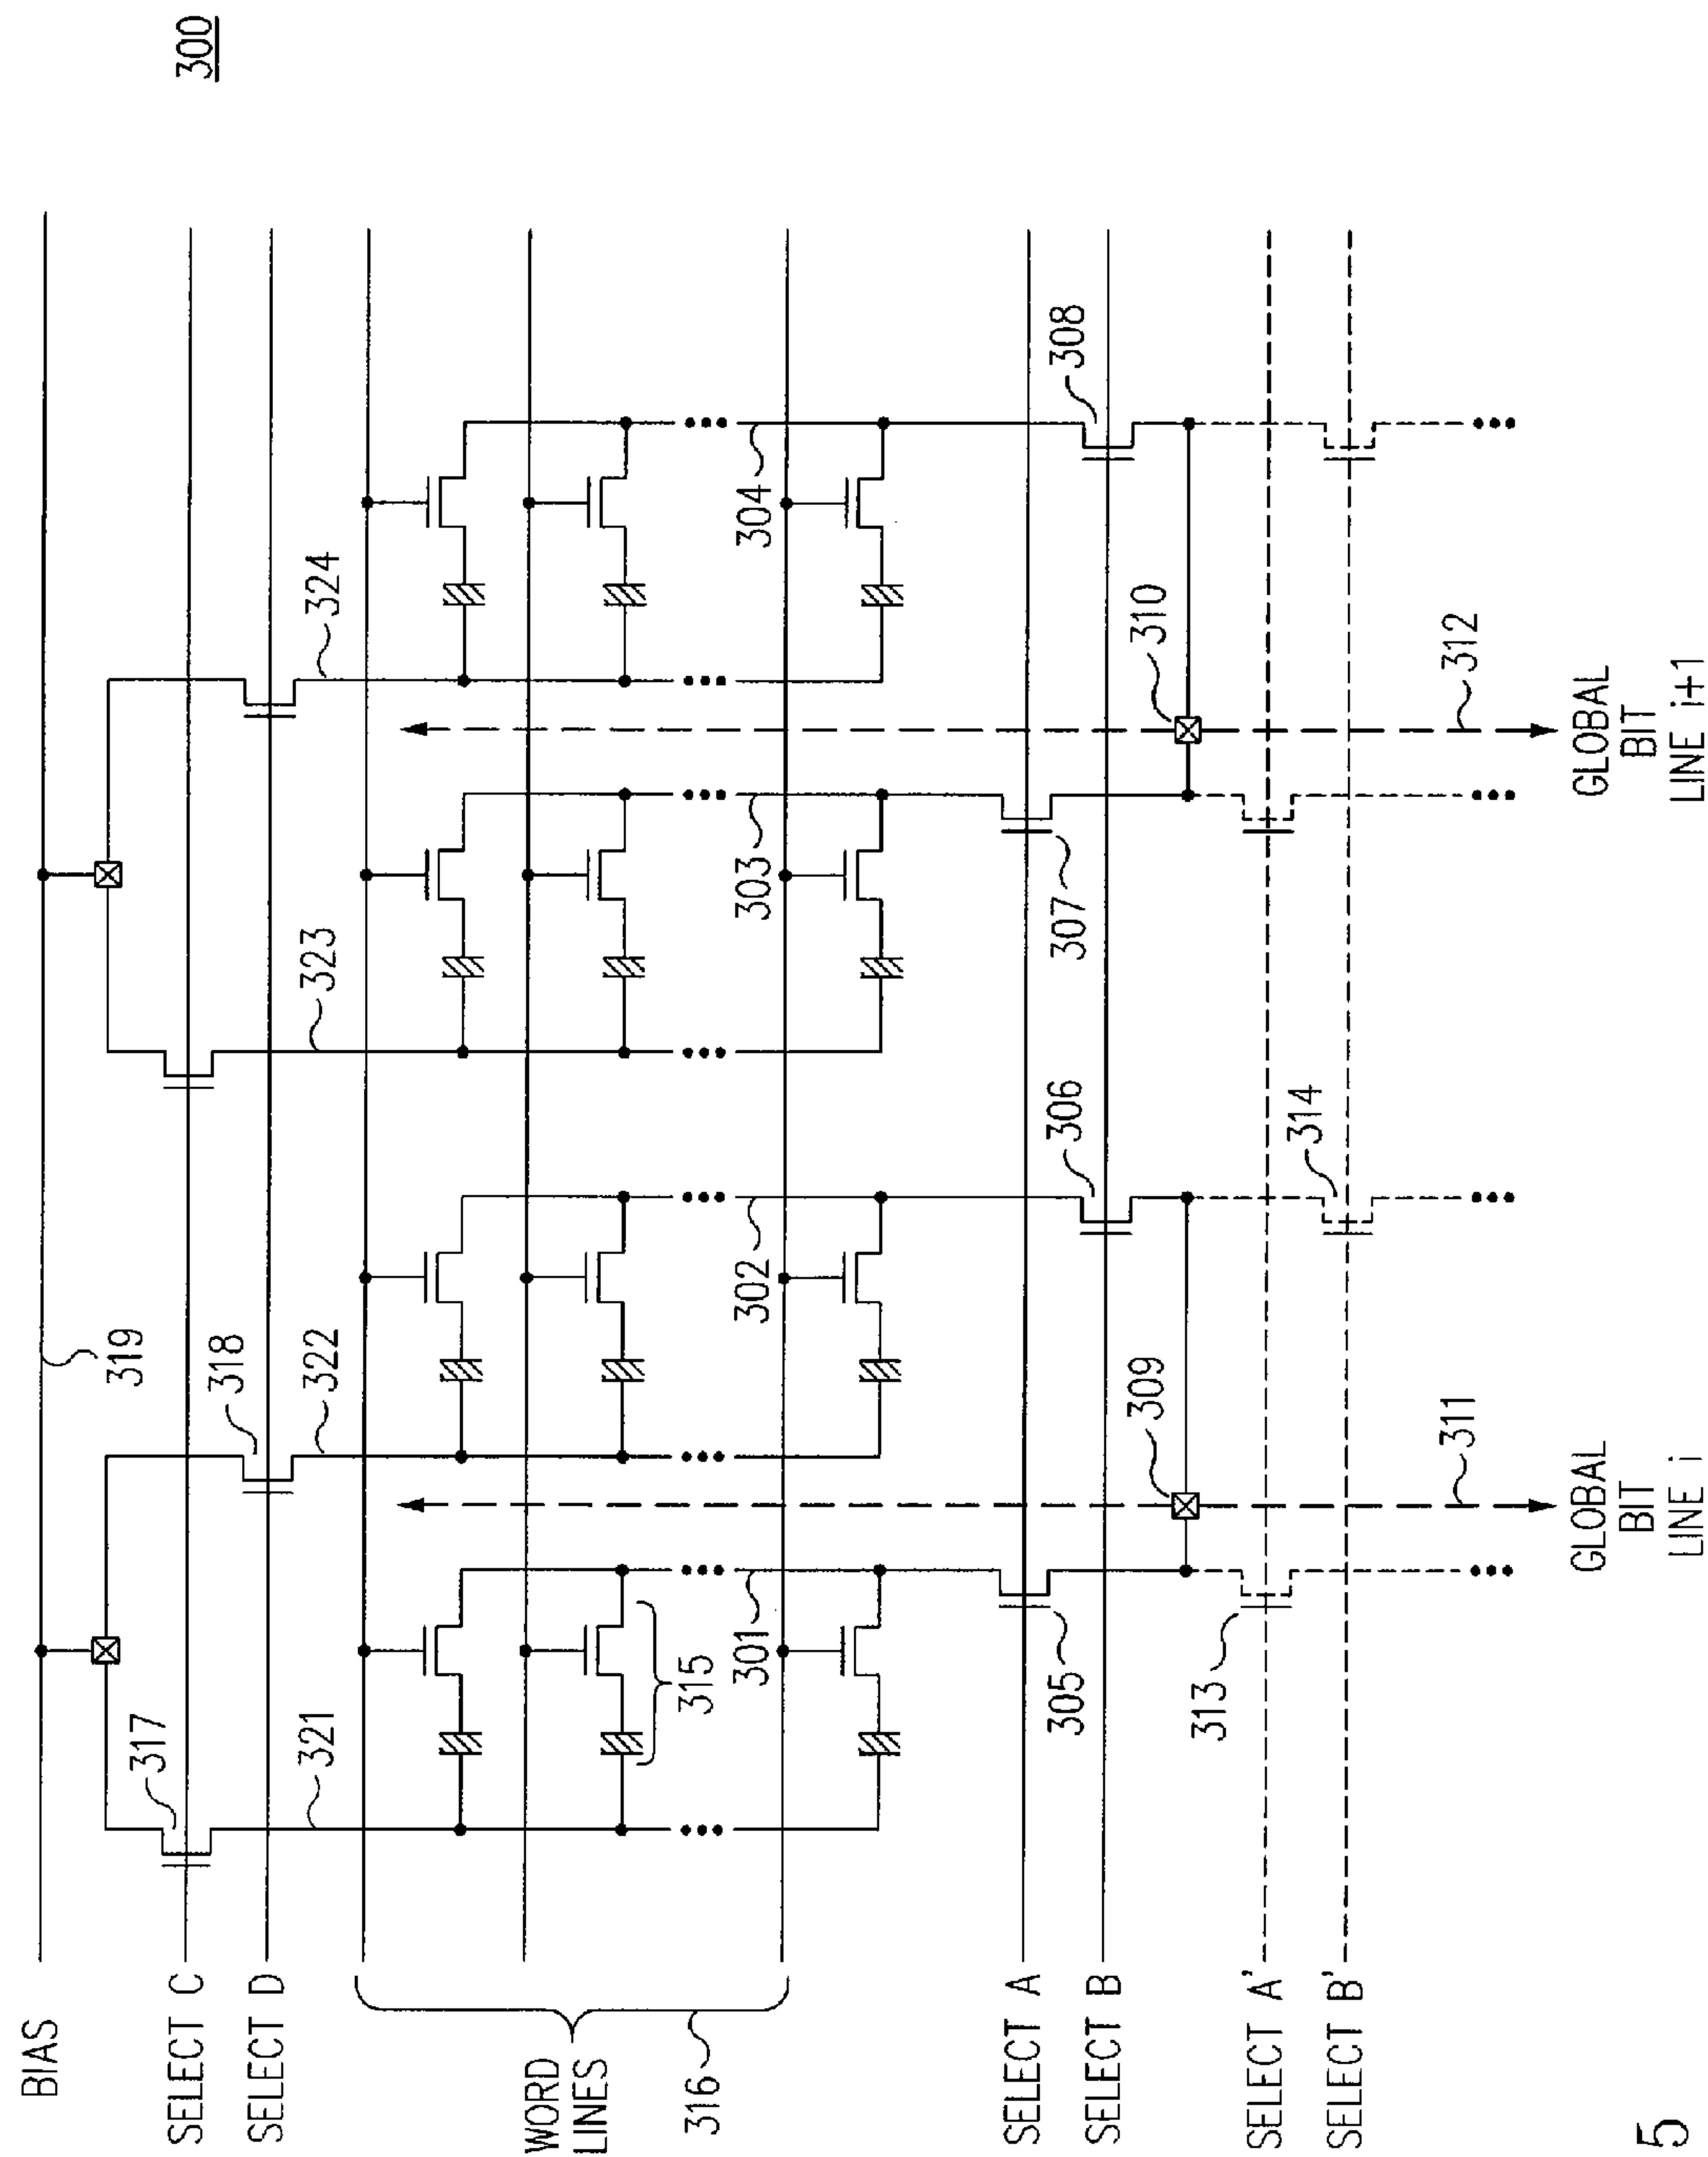 300
BIAS
319
SELECT C
317
318
SELECT D
321
322
323
324
WORD
LINES
316
315
301
302
303
304
SELECT A
305
307
SELECT B
306
308
309
310
SELECT A'
313
SELECT B'
314
311
312
GLOBAL
BIT
LINE i
GLOBAL
BIT
LINE i+1
5